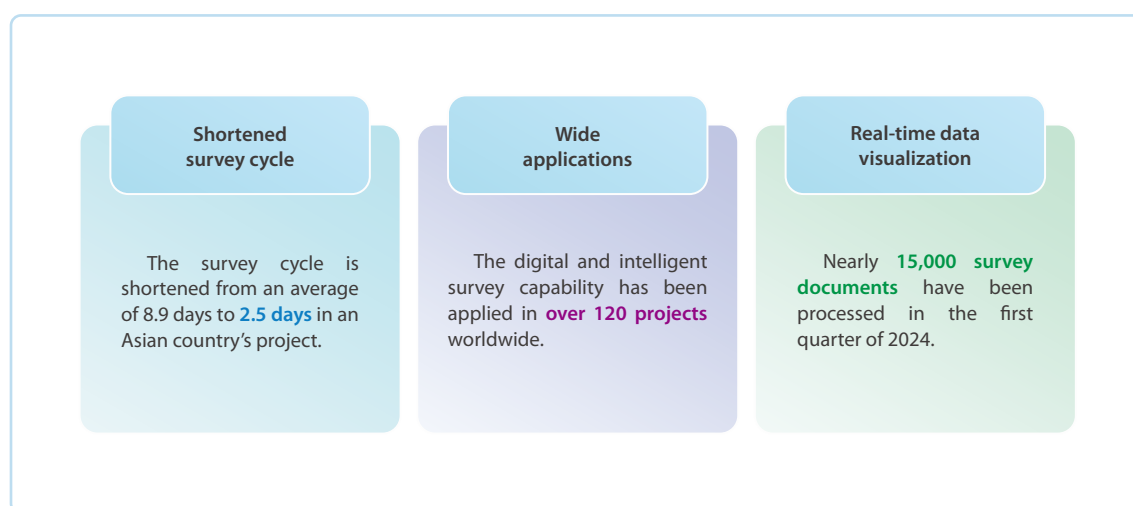 Shortened
survey cycle
The survey cycle is
shortened from an average
of 8.9 days to 2.5 days in an
Asian country's project.
Wide
applications
The digital and intelligent
survey capability has been
applied in over 120 projects
worldwide.
Real-time data
visualization
Nearly 15,000 survey
documents have been
processed in the first
quarter of 2024.